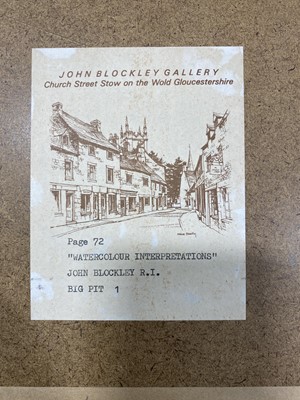 JOHN BLOCKLEY GALLERY
Church Street Stow on the Wold Gloucestershire
Page 72
"WATERCOLOUR INTERPRETATIONS"
JOHN BLOCKLEY R.I.
BIG PIT 1